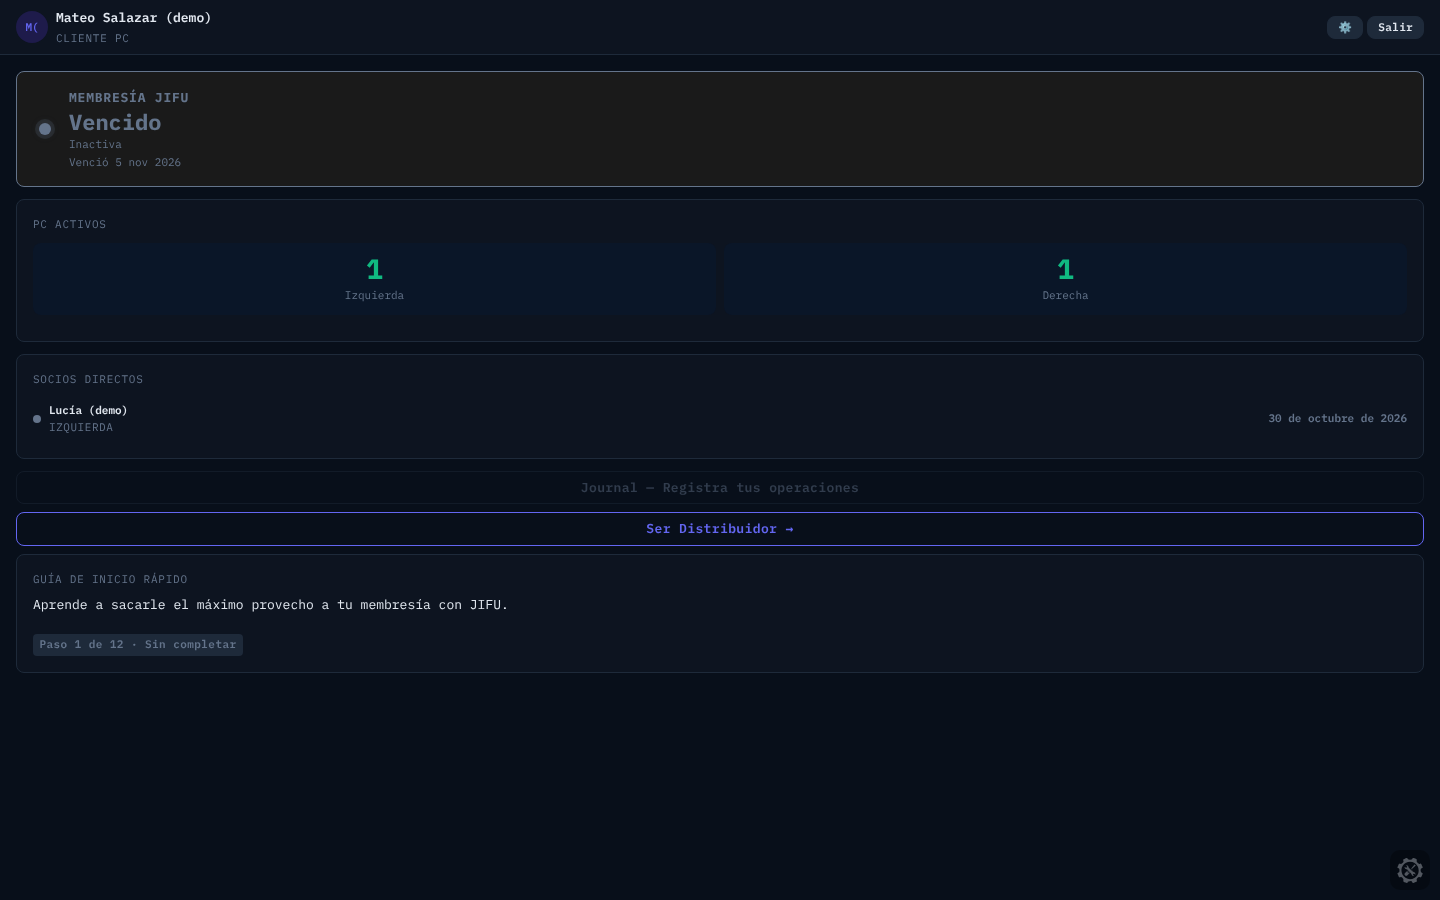 M(
Mateo Salazar (demo)
CLIENTE PC
Salir
MEMBRESÍA JIFU
Vencido
Inactiva
Venció 5 nov 2026
PC ACTIVOS
1
Izquierda
1
Derecha
SOCIOS DIRECTOS
Lucía (demo)
IZQUIERDA
30 de octubre de 2026
Journal — Registra tus operaciones
Ser Distribuidor →
GUÍA DE INICIO RÁPIDO
Aprende a sacarle el máximo provecho a tu membresía con JIFU.
Paso 1 de 12 · Sin completar